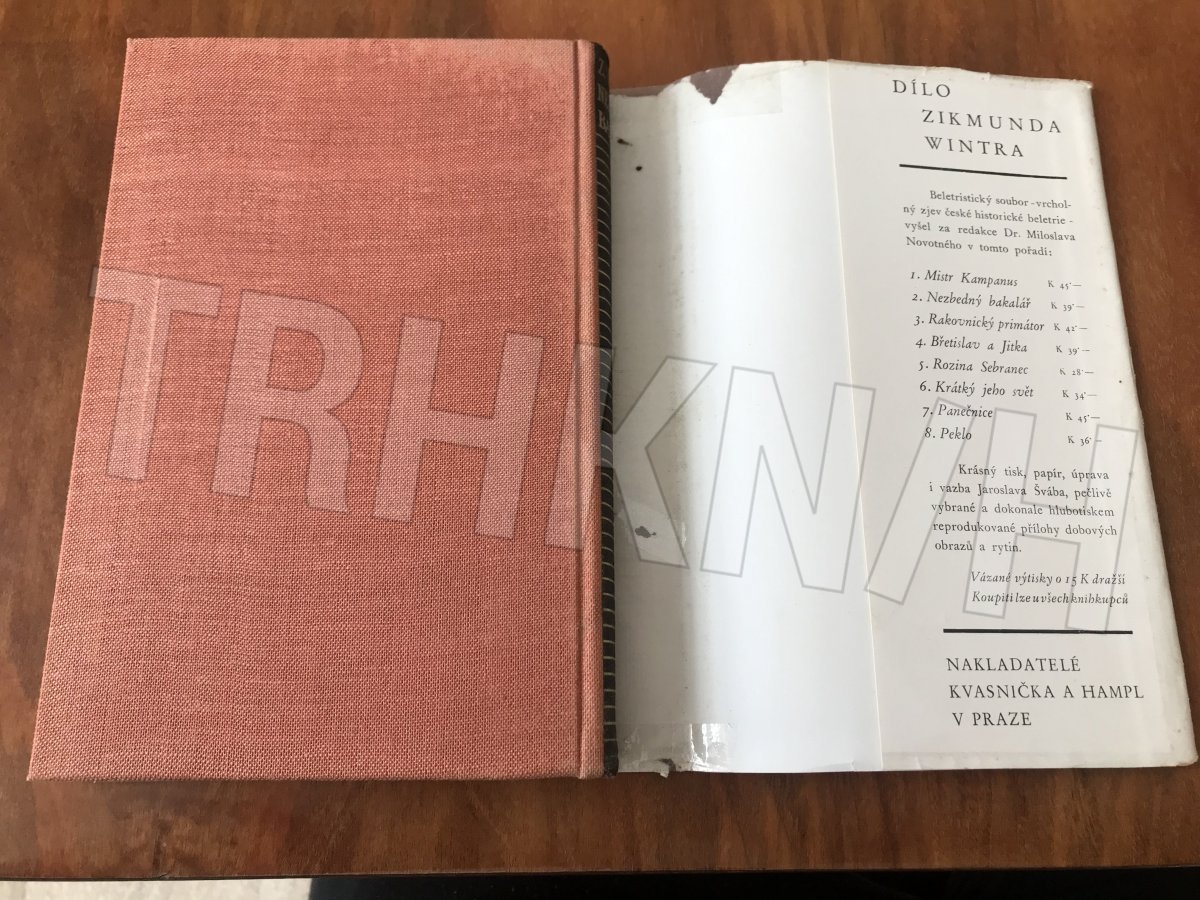 DÍLO
ZIKMUNDA
WINTRA
Beletristický soubor - vrchol-
ný zjev české historické beletrie -
vyšel za redakce Dr. Miloslava
Novotného v tomto pořadí:
1. Mistr Kampanus K 45·—
2. Nezbedný bakalář K 39·—
3. Rakovnický primátor K 42·—
4. Břetislav a Jitka K 39·—
5. Rozina Sebranec K 28·—
6. Krátký jeho svět K 34·—
7. Panečnice K 45·—
8. Peklo K 36·—
Krásný tisk, papír, úprava
i vazba Jaroslava Švába, pečlivě
vybrané a dokonale hlubotiskem
reprodukované přílohy dobových
obrazů a rytin.
Vázané výtisky o 15 K dražší
Koupiti lze u všech knihkupců
NAKLADATELÉ
KVASNIČKA A HAMPL
V PRAZE
TRHKNIH